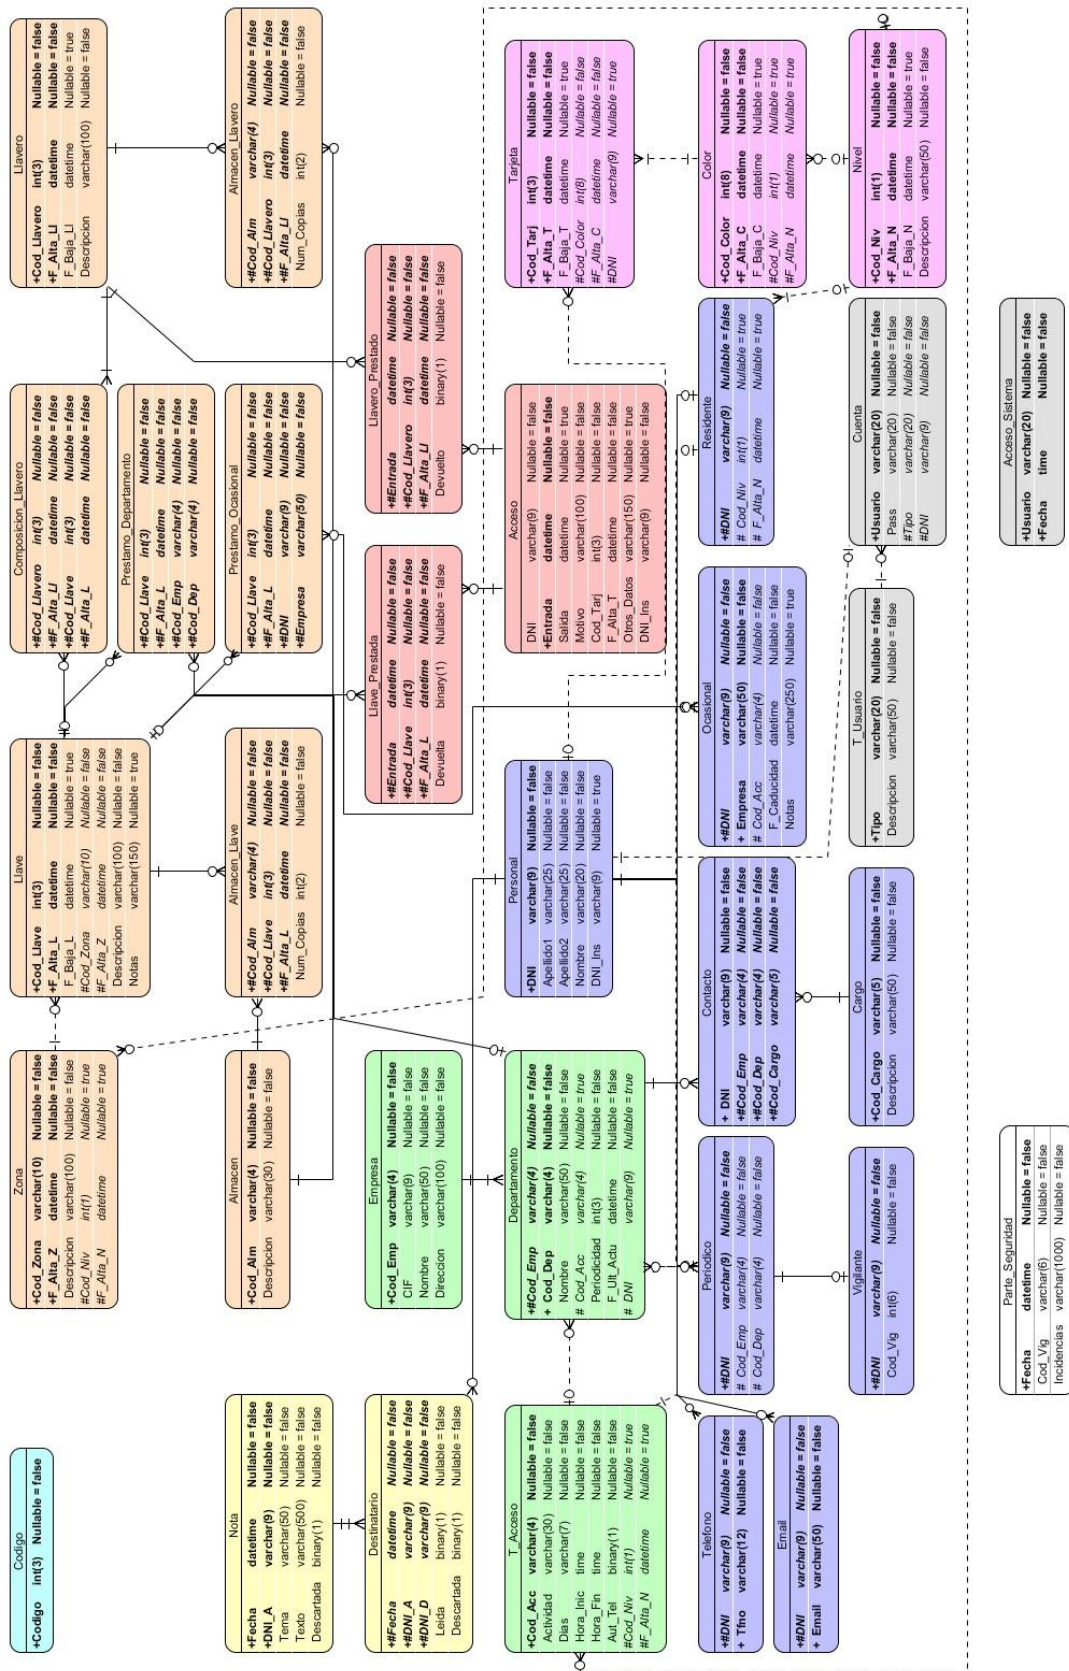 Codigo
+Codigo int(3) Nullable = false
Nota
+Fecha datetime Nullable = false
+DNI_A varchar(9) Nullable = false
Tema varchar(50) Nullable = false
Texto varchar(500) Nullable = false
Descartada binary(1) Nullable = false
Destinatario
+#Fecha datetime Nullable = false
+#DNI_A varchar(9) Nullable = false
+#DNI_D varchar(9) Nullable = false
Leida binary(1) Nullable = false
Descartada binary(1) Nullable = false
T_Acceso
+Cod_Acc varchar(4) Nullable = false
Actividad varchar(30) Nullable = false
Dias varchar(7) Nullable = false
Hora_Inic time Nullable = false
Hora_Fin time Nullable = false
Aut_Tel binary(1) Nullable = false
#Cod_Niv int(1) Nullable = true
#F_Alta_N datetime Nullable = true
Telefono
+#DNI varchar(9) Nullable = false
+ Tfno varchar(12) Nullable = false
Email
+#DNI varchar(9) Nullable = false
+ Email varchar(50) Nullable = false
Zona
+Cod_Zona varchar(10) Nullable = false
+F_Alta_Z datetime Nullable = false
Descripcion varchar(100) Nullable = false
#Cod_Niv int(1) Nullable = true
#F_Alta_N datetime Nullable = true
Almacen
+Cod_Alm varchar(4) Nullable = false
Descripcion varchar(30) Nullable = false
Empresa
+Cod_Emp varchar(4) Nullable = false
CIF varchar(9) Nullable = false
Nombre varchar(50) Nullable = false
Direccion varchar(100) Nullable = false
Departamento
+#Cod_Emp varchar(4) Nullable = false
+ Cod_Dep varchar(4) Nullable = false
Nombre varchar(50) Nullable = false
# Cod_Acc varchar(4) Nullable = true
Periodicidad int(3) Nullable = false
F_Ult_Actu datetime Nullable = false
# DNI varchar(9) Nullable = true
Periodico
+#DNI varchar(9) Nullable = false
# Cod_Emp varchar(4) Nullable = false
# Cod_Dep varchar(4) Nullable = false
Vigilante
+#DNI varchar(9) Nullable = false
Cod_Vig int(6) Nullable = false
Parte_Seguridad
+Fecha datetime Nullable = false
Cod_Vig varchar(6) Nullable = false
Incidencias varchar(1000) Nullable = false
Llave
+Cod_Llave int(3) Nullable = false
+F_Alta_L datetime Nullable = false
F_Baja_L datetime Nullable = true
#Cod_Zona varchar(10) Nullable = false
#F_Alta_Z datetime Nullable = false
Descripcion varchar(100) Nullable = false
Notas varchar(150) Nullable = true
Almacen_Llave
+#Cod_Alm varchar(4) Nullable = false
+#Cod_Llave int(3) Nullable = false
+#F_Alta_L datetime Nullable = false
Num_Copias int(2) Nullable = false
Personal
+DNI varchar(9) Nullable = false
Apellido1 varchar(25) Nullable = false
Apellido2 varchar(25) Nullable = false
Nombre varchar(20) Nullable = false
DNI_Ins varchar(9) Nullable = true
Contacto
+ DNI varchar(9) Nullable = false
+#Cod_Emp varchar(4) Nullable = false
+#Cod_Dep varchar(4) Nullable = false
+#Cod_Cargo varchar(5) Nullable = false
Cargo
+Cod_Cargo varchar(5) Nullable = false
Descripcion varchar(50) Nullable = false
Composicion_Llavero
+#Cod_Llavero int(3) Nullable = false
+#F_Alta_Ll datetime Nullable = false
+#Cod_Llave int(3) Nullable = false
+#F_Alta_L datetime Nullable = false
Prestamo_Departamento
+#Cod_Llave int(3) Nullable = false
+#F_Alta_L datetime Nullable = false
+#Cod_Emp varchar(4) Nullable = false
+#Cod_Dep varchar(4) Nullable = false
Prestamo_Ocasional
+#Cod_Llave int(3) Nullable = false
+#F_Alta_L datetime Nullable = false
+#DNI varchar(9) Nullable = false
+#Empresa varchar(50) Nullable = false
Llave_Prestada
+#Entrada datetime Nullable = false
+#Cod_Llave int(3) Nullable = false
+#F_Alta_L datetime Nullable = false
Devuelta binary(1) Nullable = false
Acceso
DNI varchar(9) Nullable = false
+Entrada datetime Nullable = false
Salida datetime Nullable = true
Motivo varchar(100) Nullable = false
Cod_Tarj int(3) Nullable = false
F_Alta_T datetime Nullable = false
Otros_Datos varchar(150) Nullable = true
DNI_Ins varchar(9) Nullable = false
Ocasional
+#DNI varchar(9) Nullable = false
+ Empresa varchar(50) Nullable = false
# Cod_Acc varchar(4) Nullable = false
F_Caducidad datetime Nullable = false
Notas varchar(250) Nullable = true
T_Usuario
+Tipo varchar(20) Nullable = false
Descripcion varchar(50) Nullable = false
Llavero
+Cod_Llavero int(3) Nullable = false
+F_Alta_Ll datetime Nullable = false
F_Baja_Ll datetime Nullable = true
Descripcion varchar(100) Nullable = false
Almacen_Llavero
+#Cod_Alm varchar(4) Nullable = false
+#Cod_Llavero int(3) Nullable = false
+#F_Alta_Ll datetime Nullable = false
Num_Copias int(2) Nullable = false
Llavero_Prestado
+#Entrada datetime Nullable = false
+#Cod_Llavero int(3) Nullable = false
+#F_Alta_Ll datetime Nullable = false
Devuelto binary(1) Nullable = false
Tarjeta
+Cod_Tarj int(3) Nullable = false
+F_Alta_T datetime Nullable = false
F_Baja_T datetime Nullable = true
#Cod_Color int(8) Nullable = false
#F_Alta_C datetime Nullable = false
#DNI varchar(9) Nullable = true
Residente
+#DNI varchar(9) Nullable = false
# Cod_Niv int(1) Nullable = true
# F_Alta_N datetime Nullable = true
Color
+Cod_Color int(8) Nullable = false
+F_Alta_C datetime Nullable = false
F_Baja_C datetime Nullable = true
#Cod_Niv int(1) Nullable = false
#F_Alta_N datetime Nullable = false
Nivel
+Cod_Niv int(1) Nullable = false
+F_Alta_N datetime Nullable = false
F_Baja_N datetime Nullable = true
Descripcion varchar(50) Nullable = false
Cuenta
+Usuario varchar(20) Nullable = false
Pass varchar(20) Nullable = false
#Tipo varchar(20) Nullable = false
#DNI varchar(9) Nullable = false
Acceso_Sistema
+Usuario varchar(20) Nullable = false
+Fecha time Nullable = false